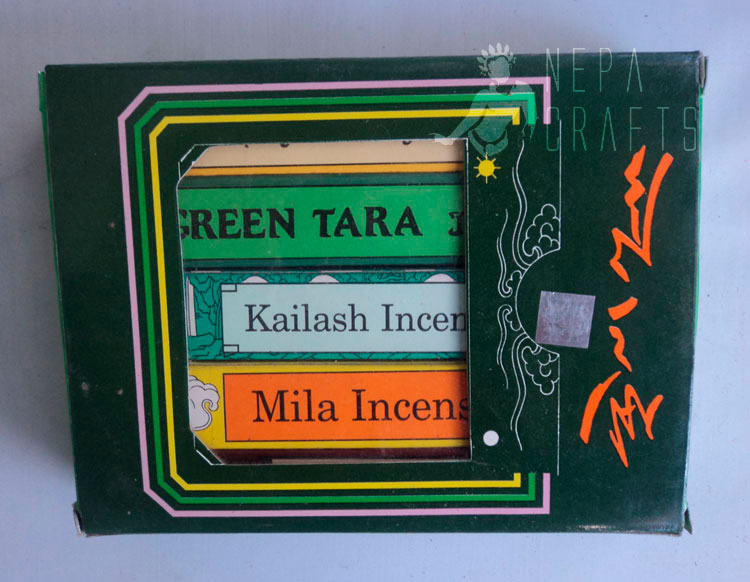 NEPA
CRAFTS
GREEN TARA
Kailash Incen
Mila Incens